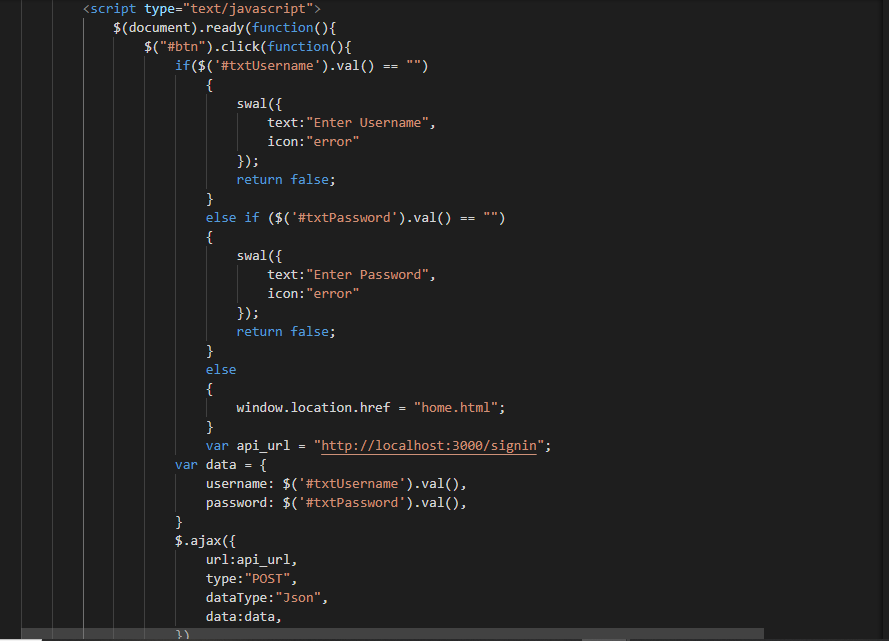 <script type="text/javascript">
$(document).ready(function(){
$("#btn").click(function(){
if($('#txtUsername').val() == "")
{
swal({
text:"Enter Username",
icon:"error"
});
return false;
}
else if ($('#txtPassword').val() == "")
{
swal({
text:"Enter Password",
icon:"error"
});
return false;
}
else
{
window.location.href = "home.html";
}
var api_url = "http://localhost:3000/signin";
var data = {
username: $('#txtUsername').val(),
password: $('#txtPassword').val(),
}
$.ajax({
url:api_url,
type:"POST",
dataType:"Json",
data:data,
})